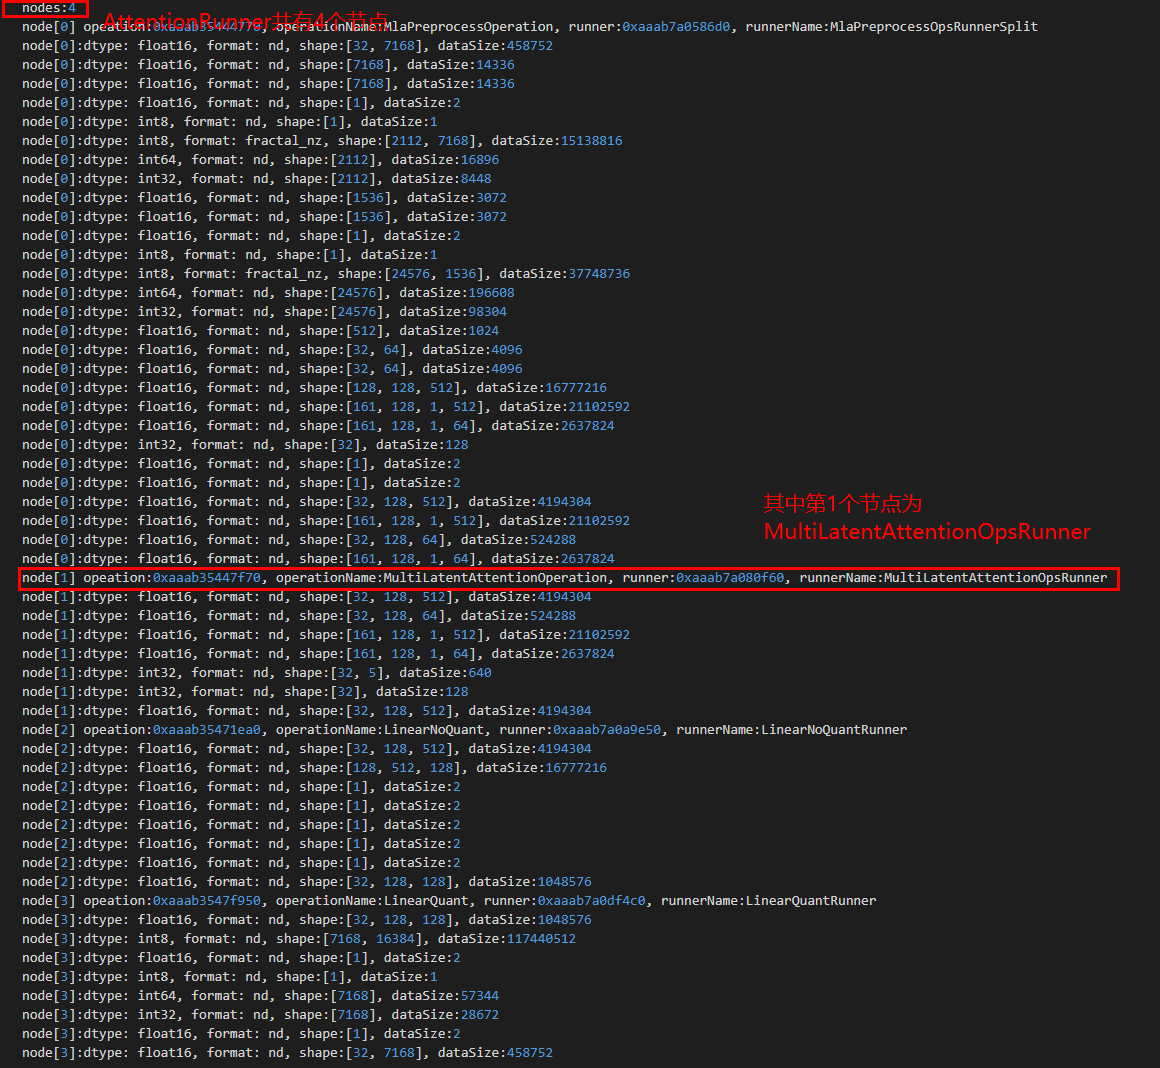 nodes:4
AttentionRunner共有4个节点
node[0] opeation:0xaaab35444770, operationName:MlaPreprocessOperation, runner:0xaaab7a0586d0, runnerName:MlaPreprocessOpsRunnerSplit
node[0]:dtype: float16, format: nd, shape:[32, 7168], dataSize:458752
node[0]:dtype: float16, format: nd, shape:[7168], dataSize:14336
node[0]:dtype: float16, format: nd, shape:[7168], dataSize:14336
node[0]:dtype: float16, format: nd, shape:[1], dataSize:2
node[0]:dtype: int8, format: nd, shape:[1], dataSize:1
node[0]:dtype: int8, format: fractal_nz, shape:[2112, 7168], dataSize:15138816
node[0]:dtype: int64, format: nd, shape:[2112], dataSize:16896
node[0]:dtype: int32, format: nd, shape:[2112], dataSize:8448
node[0]:dtype: float16, format: nd, shape:[1536], dataSize:3072
node[0]:dtype: float16, format: nd, shape:[1536], dataSize:3072
node[0]:dtype: float16, format: nd, shape:[1], dataSize:2
node[0]:dtype: int8, format: nd, shape:[1], dataSize:1
node[0]:dtype: int8, format: fractal_nz, shape:[24576, 1536], dataSize:37748736
node[0]:dtype: int64, format: nd, shape:[24576], dataSize:196608
node[0]:dtype: int32, format: nd, shape:[24576], dataSize:98304
node[0]:dtype: float16, format: nd, shape:[512], dataSize:1024
node[0]:dtype: float16, format: nd, shape:[32, 64], dataSize:4096
node[0]:dtype: float16, format: nd, shape:[32, 64], dataSize:4096
node[0]:dtype: float16, format: nd, shape:[128, 128, 512], dataSize:16777216
node[0]:dtype: float16, format: nd, shape:[161, 128, 1, 512], dataSize:21102592
node[0]:dtype: float16, format: nd, shape:[161, 128, 1, 64], dataSize:2637824
node[0]:dtype: int32, format: nd, shape:[32], dataSize:128
node[0]:dtype: float16, format: nd, shape:[1], dataSize:2
node[0]:dtype: float16, format: nd, shape:[1], dataSize:2
node[0]:dtype: float16, format: nd, shape:[32, 128, 512], dataSize:4194304
node[0]:dtype: float16, format: nd, shape:[161, 128, 1, 512], dataSize:21102592
node[0]:dtype: float16, format: nd, shape:[32, 128, 64], dataSize:524288
node[0]:dtype: float16, format: nd, shape:[161, 128, 1, 64], dataSize:2637824
其中第1个节点为
MultiLatentAttentionOpsRunner
node[1] opeation:0xaaab35447f70, operationName:MultiLatentAttentionOperation, runner:0xaaab7a080f60, runnerName:MultiLatentAttentionOpsRunner
node[1]:dtype: float16, format: nd, shape:[32, 128, 512], dataSize:4194304
node[1]:dtype: float16, format: nd, shape:[32, 128, 64], dataSize:524288
node[1]:dtype: float16, format: nd, shape:[161, 128, 1, 512], dataSize:21102592
node[1]:dtype: float16, format: nd, shape:[161, 128, 1, 64], dataSize:2637824
node[1]:dtype: int32, format: nd, shape:[32, 5], dataSize:640
node[1]:dtype: int32, format: nd, shape:[32], dataSize:128
node[1]:dtype: float16, format: nd, shape:[32, 128, 512], dataSize:4194304
node[2] opeation:0xaaab35471ea0, operationName:LinearNoQuant, runner:0xaaab7a0a9e50, runnerName:LinearNoQuantRunner
node[2]:dtype: float16, format: nd, shape:[32, 128, 512], dataSize:4194304
node[2]:dtype: float16, format: nd, shape:[128, 512, 128], dataSize:16777216
node[2]:dtype: float16, format: nd, shape:[1], dataSize:2
node[2]:dtype: float16, format: nd, shape:[1], dataSize:2
node[2]:dtype: float16, format: nd, shape:[1], dataSize:2
node[2]:dtype: float16, format: nd, shape:[1], dataSize:2
node[2]:dtype: float16, format: nd, shape:[1], dataSize:2
node[2]:dtype: float16, format: nd, shape:[32, 128, 128], dataSize:1048576
node[3] opeation:0xaaab3547f950, operationName:LinearQuant, runner:0xaaab7a0df4c0, runnerName:LinearQuantRunner
node[3]:dtype: float16, format: nd, shape:[32, 128, 128], dataSize:1048576
node[3]:dtype: int8, format: nd, shape:[7168, 16384], dataSize:117440512
node[3]:dtype: float16, format: nd, shape:[1], dataSize:2
node[3]:dtype: int8, format: nd, shape:[1], dataSize:1
node[3]:dtype: int64, format: nd, shape:[7168], dataSize:57344
node[3]:dtype: int32, format: nd, shape:[7168], dataSize:28672
node[3]:dtype: float16, format: nd, shape:[1], dataSize:2
node[3]:dtype: float16, format: nd, shape:[32, 7168], dataSize:458752